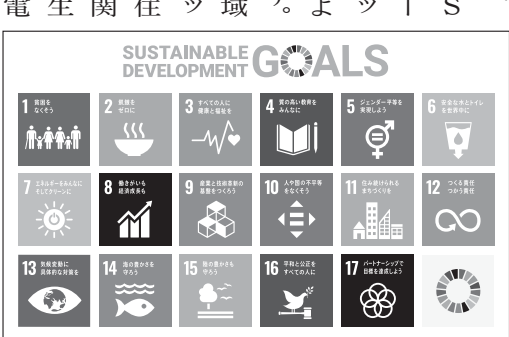 電 生 関 在 ッ 域 。 よ ッ ー S
SUSTAINABLE
DEVELOPMENT GOALS
1 貧困を
なくそう
2 飢餓を
ゼロに
3 すべての人に
健康と福祉を
4 質の高い教育を
みんなに
5 ジェンダー平等を
実現しよう
6 安全な水とトイレ
を世界中に
7 エネルギーをみんなに
そしてクリーンに
8 働きがいも
経済成長も
9 産業と技術革新の
基盤をつくろう
10 人や国の不平等
をなくそう
11 住み続けられる
まちづくりを
12 つくる責任
つかう責任
13 気候変動に
具体的な対策を
14 海の豊かさを
守ろう
15 陸の豊かさも
守ろう
16 平和と公正を
すべての人に
17 パートナーシップで
目標を達成しよう